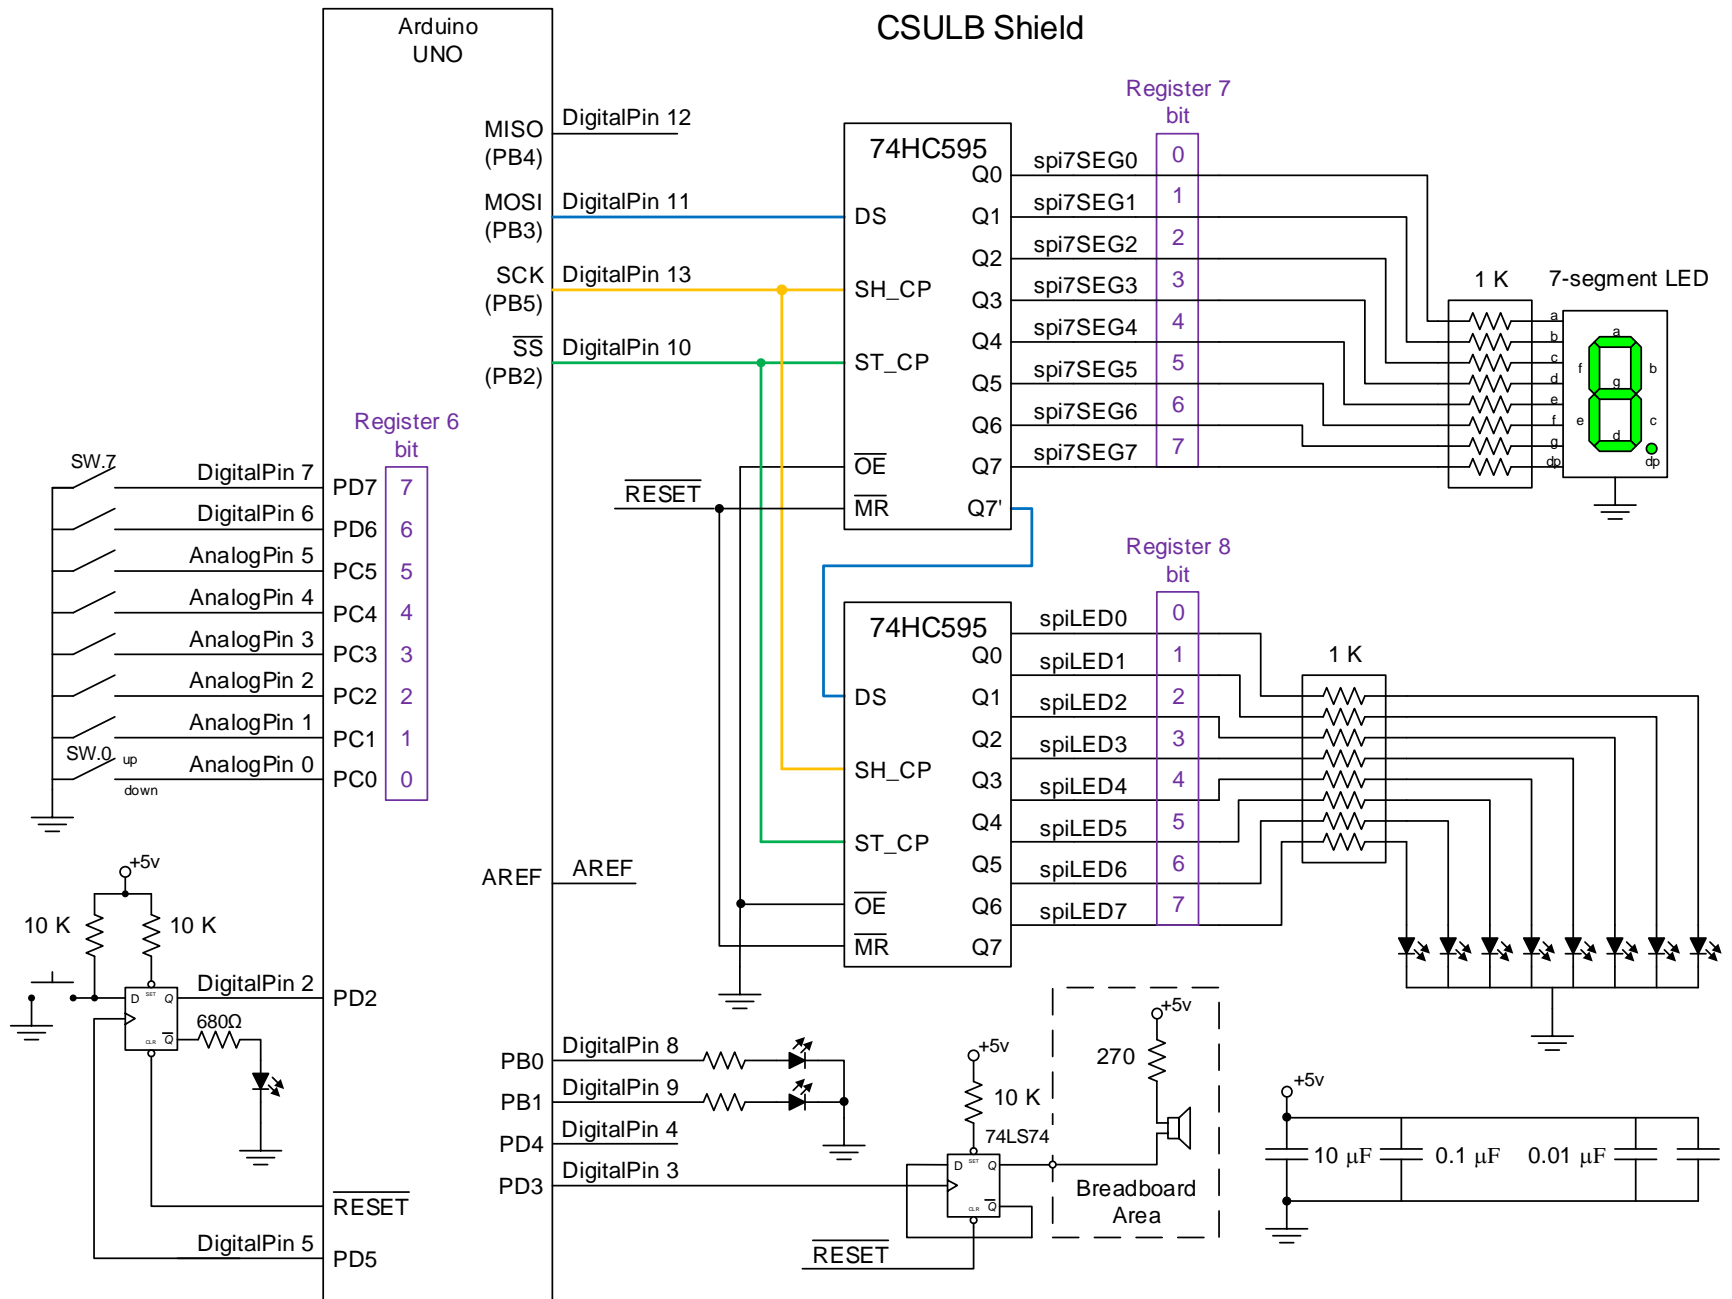 CSULB Shield
Arduino
UNO
MISO
(PB4)
DigitalPin 12
MOSI
(PB3)
DigitalPin 11
SCK
(PB5)
DigitalPin 13
SS
(PB2)
DigitalPin 10
74HC595
DS
SH_CP
ST_CP
OE
MR
Q0
Q1
Q2
Q3
Q4
Q5
Q6
Q7
Q7'
RESET
spi7SEG0
spi7SEG1
spi7SEG2
spi7SEG3
spi7SEG4
spi7SEG5
spi7SEG6
spi7SEG7
Register 7
bit
0
1
2
3
4
5
6
7
1 K
7-segment LED
a
b
c
d
e
f
g
dp
a
f
b
g
e
c
d
dp
Register 6
bit
SW.7
DigitalPin 7
PD7
7
DigitalPin 6
PD6
6
AnalogPin 5
PC5
5
AnalogPin 4
PC4
4
AnalogPin 3
PC3
3
AnalogPin 2
PC2
2
AnalogPin 1
PC1
1
SW.0
up
down
AnalogPin 0
PC0
0
74HC595
DS
SH_CP
ST_CP
OE
MR
Q0
Q1
Q2
Q3
Q4
Q5
Q6
Q7
spiLED0
spiLED1
spiLED2
spiLED3
spiLED4
spiLED5
spiLED6
spiLED7
Register 8
bit
0
1
2
3
4
5
6
7
1 K
AREF
AREF
+5v
10 K
10 K
D
SET
Q
CLR
Q
DigitalPin 2
PD2
680Ω
RESET
DigitalPin 5
PD5
PB0
DigitalPin 8
PB1
DigitalPin 9
PD4
DigitalPin 4
PD3
DigitalPin 3
+5v
10 K
74LS74
D
SET
Q
CLR
Q
RESET
+5v
270
Breadboard
Area
+5v
10 µF
0.1 µF
0.01 µF